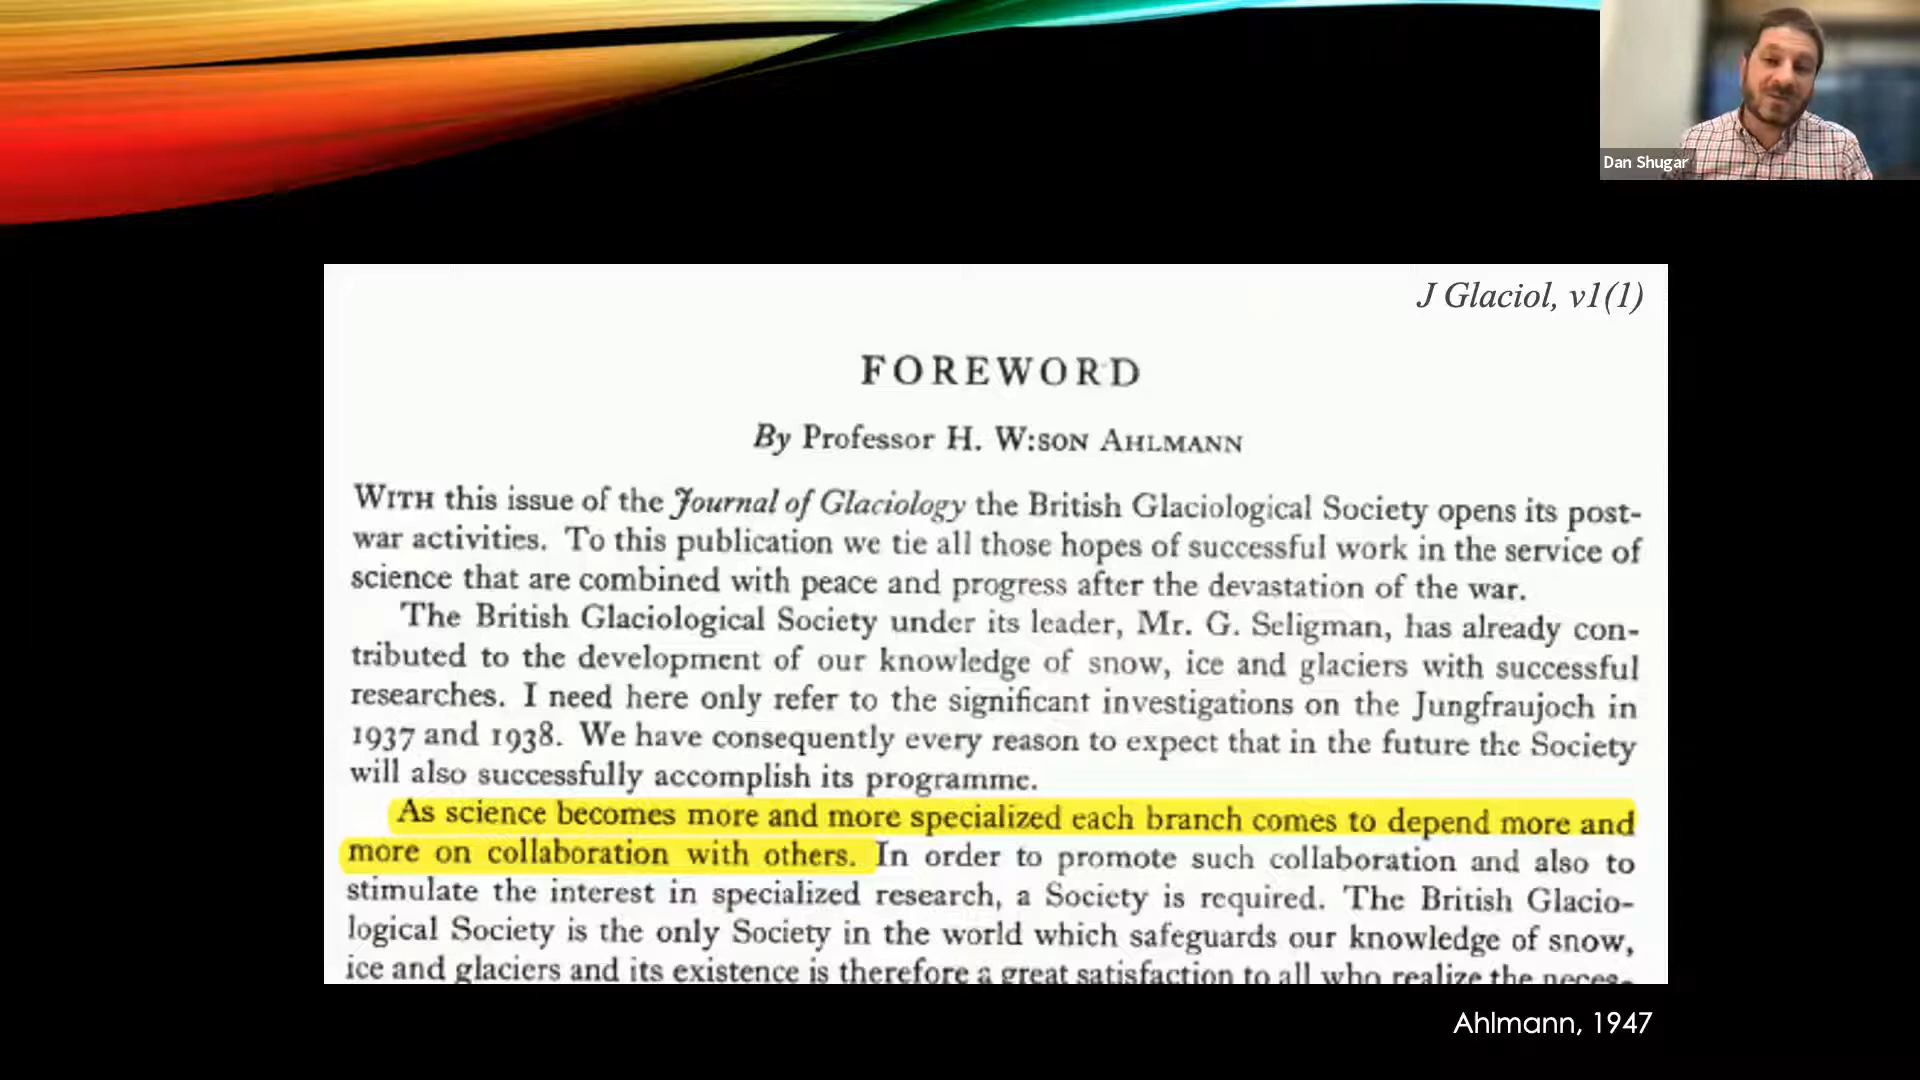 Dan Shugar
J Glaciol, v1(1)
FOREWORD
By Professor H. W:SON AHLMANN
WITH this issue of the Journal of Glaciology the British Glaciological Society opens its post-
war activities. To this publication we tie all those hopes of successful work in the service of
science that are combined with peace and progress after the devastation of the war.
The British Glaciological Society under its leader, Mr. G. Seligman, has already con-
tributed to the development of our knowledge of snow, ice and glaciers with successful
researches. I need here only refer to the significant investigations on the Jungfraujoch in
1937 and 1938. We have consequently every reason to expect that in the future the Society
will also successfully accomplish its programme.
As science becomes more and more specialized each branch comes to depend more and
more on collaboration with others. In order to promote such collaboration and also to
stimulate the interest in specialized research, a Society is required. The British Glacio-
logical Society is the only Society in the world which safeguards our knowledge of snow,
ice and glaciers and its existence is therefore a great satisfaction to all who realize the neces-
Ahlmann, 1947